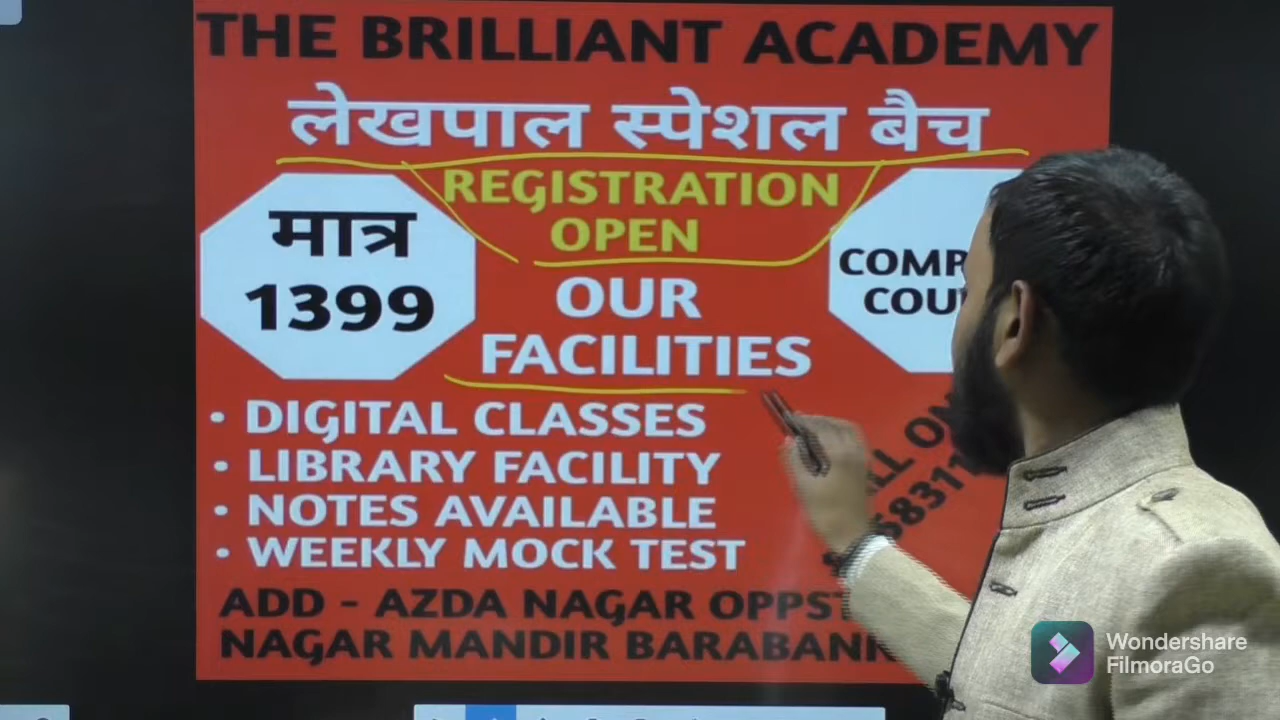 THE BRILLIANT ACADEMY
लेखपाल स्पेशल बैच
REGISTRATION
OPEN
मात्र
1399
OUR
FACILITIES
• DIGITAL CLASSES
• LIBRARY FACILITY
• NOTES AVAILABLE
• WEEKLY MOCK TEST
ADD - AZDA NAGAR
NAGAR MANDIR
Wondershare
FilmoraGo